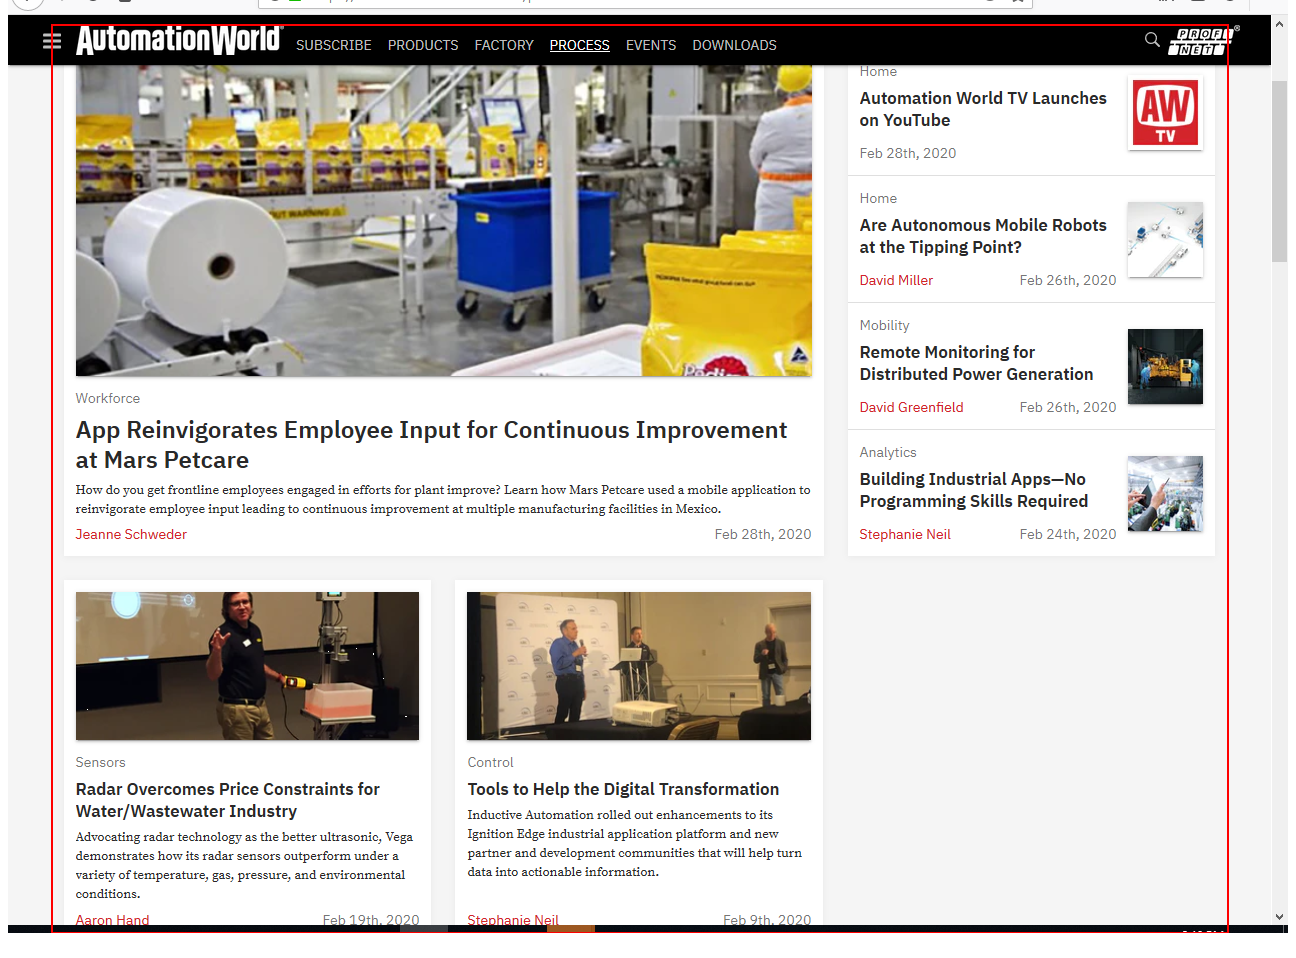 AutomationWorld
SUBSCRIBE PRODUCTS FACTORY PROCESS EVENTS DOWNLOADS
PROFI
NET
Workforce
App Reinvigorates Employee Input for Continuous Improvement
at Mars Petcare
How do you get frontline employees engaged in efforts for plant improve? Learn how Mars Petcare used a mobile application to
reinvigorate employee input leading to continuous improvement at multiple manufacturing facilities in Mexico.
Jeanne Schweder Feb 28th, 2020
Home
Automation World TV Launches
on YouTube
Feb 28th, 2020
AW
TV
Home
Are Autonomous Mobile Robots
at the Tipping Point?
David Miller Feb 26th, 2020
Mobility
Remote Monitoring for
Distributed Power Generation
David Greenfield Feb 26th, 2020
Analytics
Building Industrial Apps—No
Programming Skills Required
Stephanie Neil Feb 24th, 2020
Sensors
Radar Overcomes Price Constraints for
Water/Wastewater Industry
Advocating radar technology as the better ultrasonic, Vega
demonstrates how its radar sensors outperform under a
variety of temperature, gas, pressure, and environmental
conditions.
Aaron Hand Feb 19th, 2020
Control
Tools to Help the Digital Transformation
Inductive Automation rolled out enhancements to its
Ignition Edge industrial application platform and new
partner and development communities that will help turn
data into actionable information.
Stephanie Neil Feb 9th, 2020